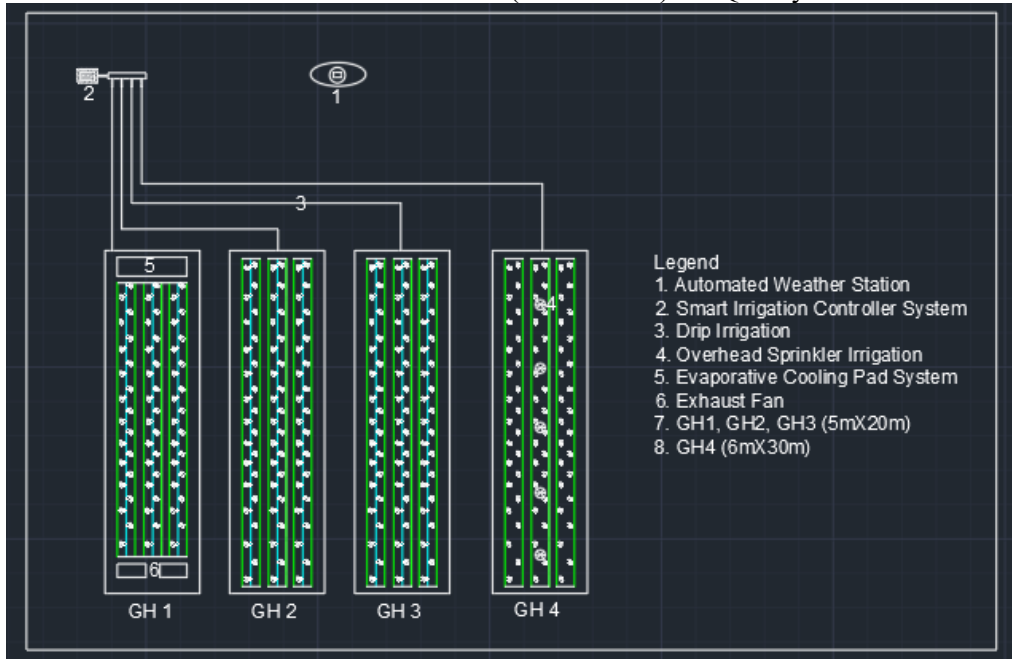 2
1
3
5
4
6
GH 1
GH 2
GH 3
GH 4
Legend
1. Automated Weather Station
2. Smart Irrigation Controller System
3. Drip Irrigation
4. Overhead Sprinkler Irrigation
5. Evaporative Cooling Pad System
6. Exhaust Fan
7. GH1, GH2, GH3 (5mX20m)
8. GH4 (6mX30m)